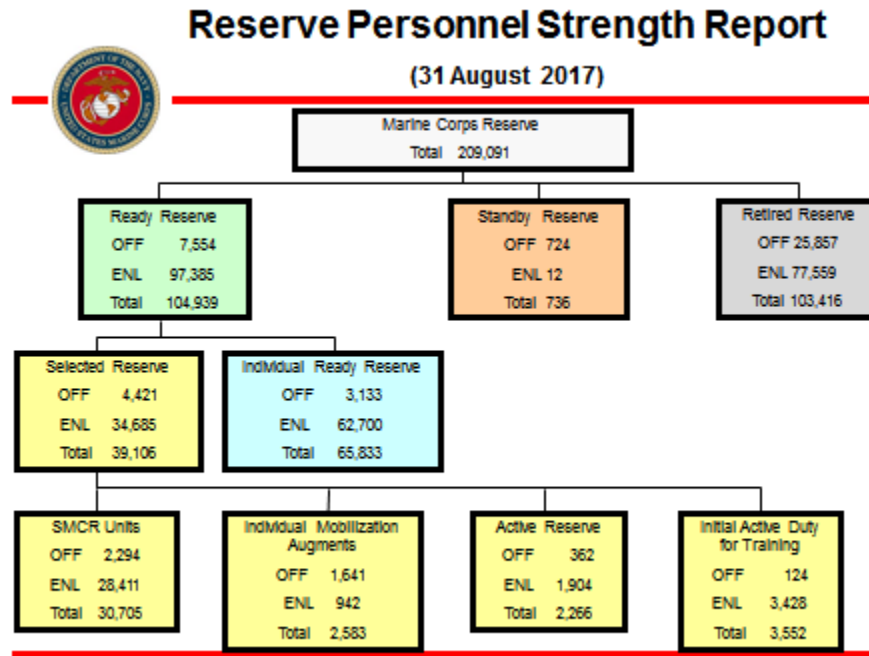 Reserve Personnel Strength Report
(31 August 2017)
DEPARTMENT OF THE NAVY
UNITED STATES MARINE CORPS
Marine Corps Reserve
Total 209,091
Ready Reserve
OFF 7,554
ENL 97,385
Total 104,939
Standby Reserve
OFF 724
ENL 12
Total 736
Retired Reserve
OFF 25,857
ENL 77,559
Total 103,416
Selected Reserve
OFF 4,421
ENL 34,685
Total 39,106
Individual Ready Reserve
OFF 3,133
ENL 62,700
Total 65,833
SMCR Units
OFF 2,294
ENL 28,411
Total 30,705
Individual Mobilization
Augments
OFF 1,641
ENL 942
Total 2,583
Active Reserve
OFF 362
ENL 1,904
Total 2,266
Initial Active Duty
for Training
OFF 124
ENL 3,428
Total 3,552